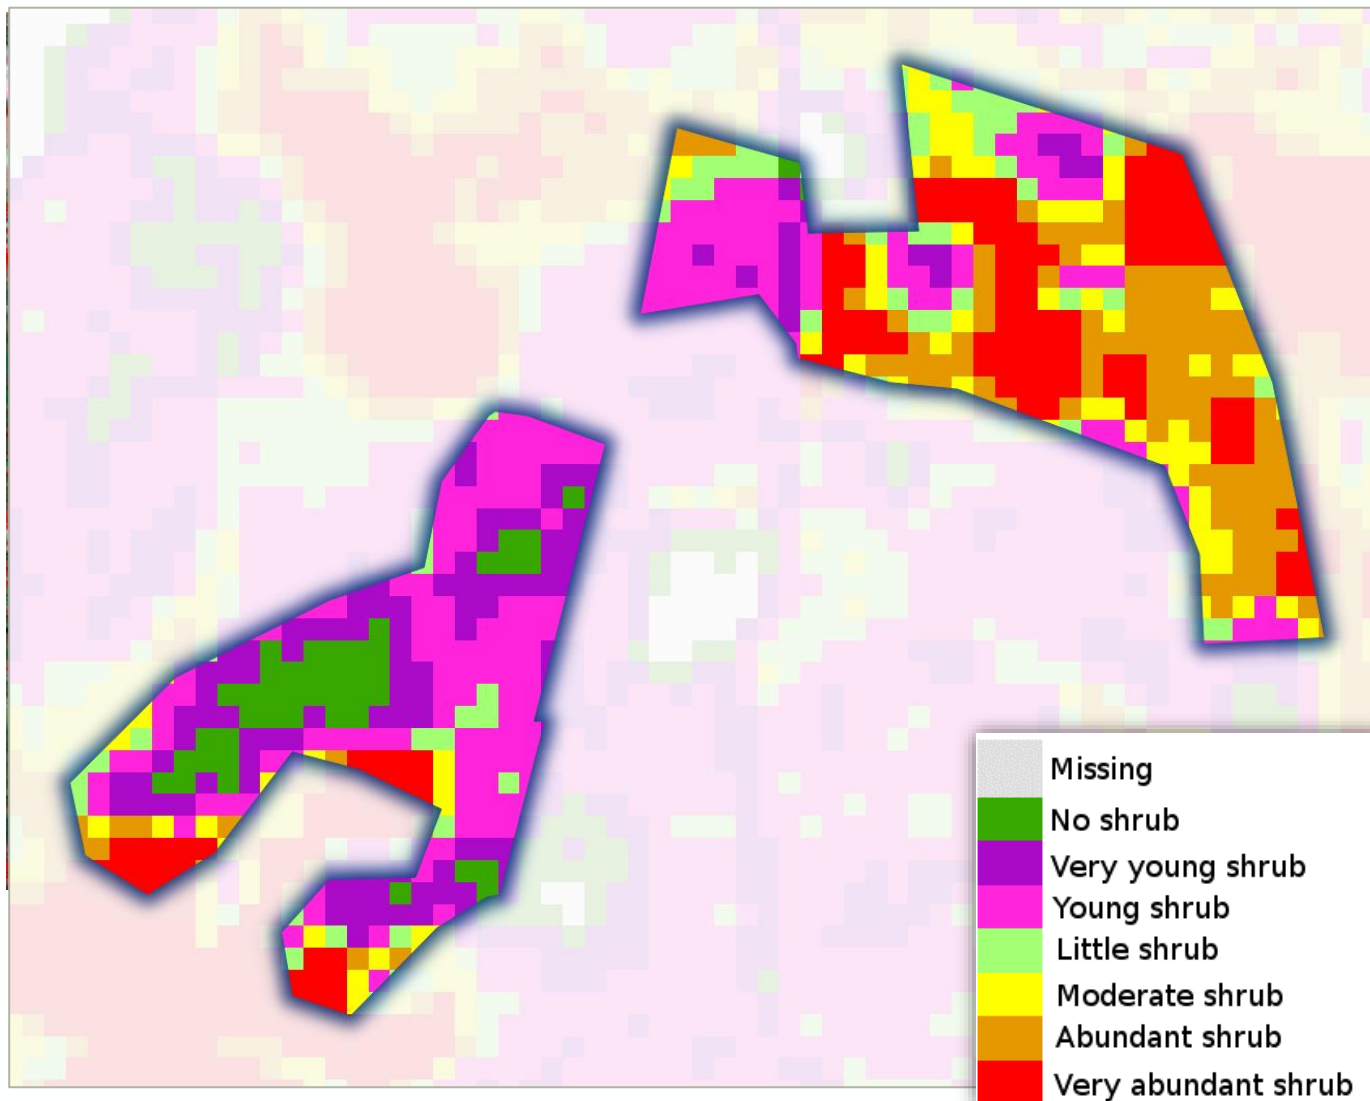 Missing
No shrub
Very young shrub
Young shrub
Little shrub
Moderate shrub
Abundant shrub
Very abundant shrub